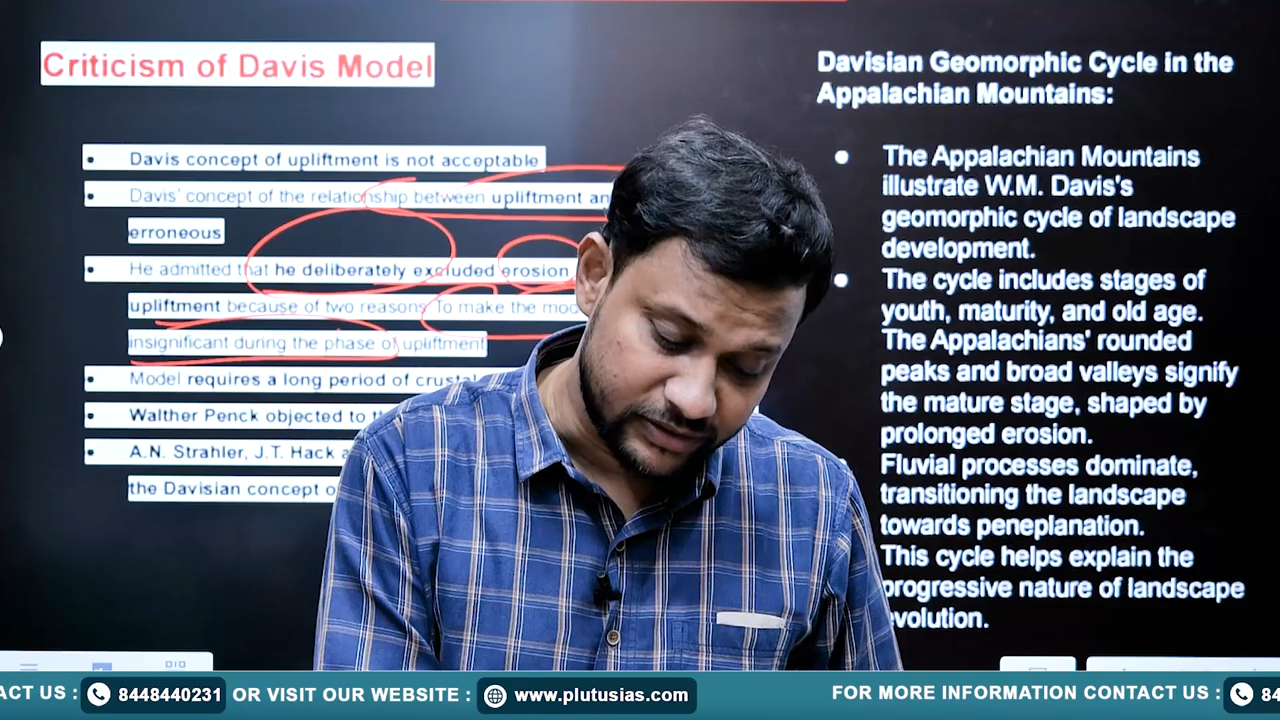 Criticism of Davis Model
Davis concept of upliftment is not acceptable
Davis' concept of the relationship between upliftment
erroneous
He admitted that he deliberately excluded erosion
upliftment because of two reasons To make the
insignificant during the phase of upliftment
Model requires a long period of
Walther Penck objected to
A.N. Strahler, J.T. Hack
the Davisian concept
Davisian Geomorphic Cycle in the
Appalachian Mountains:
The Appalachian Mountains
illustrate W.M. Davis's
geomorphic cycle of landscape
development.
The cycle includes stages of
youth, maturity, and old age.
The Appalachians' rounded
peaks and broad valleys signify
the mature stage, shaped by
prolonged erosion.
Fluvial processes dominate,
transitioning the landscape
towards peneplanation.
This cycle helps explain the
progressive nature of landscape
evolution.
ACT US : 8448440231 OR VISIT OUR WEBSITE : www.plutusias.com FOR MORE INFORMATION CONTACT US : 84